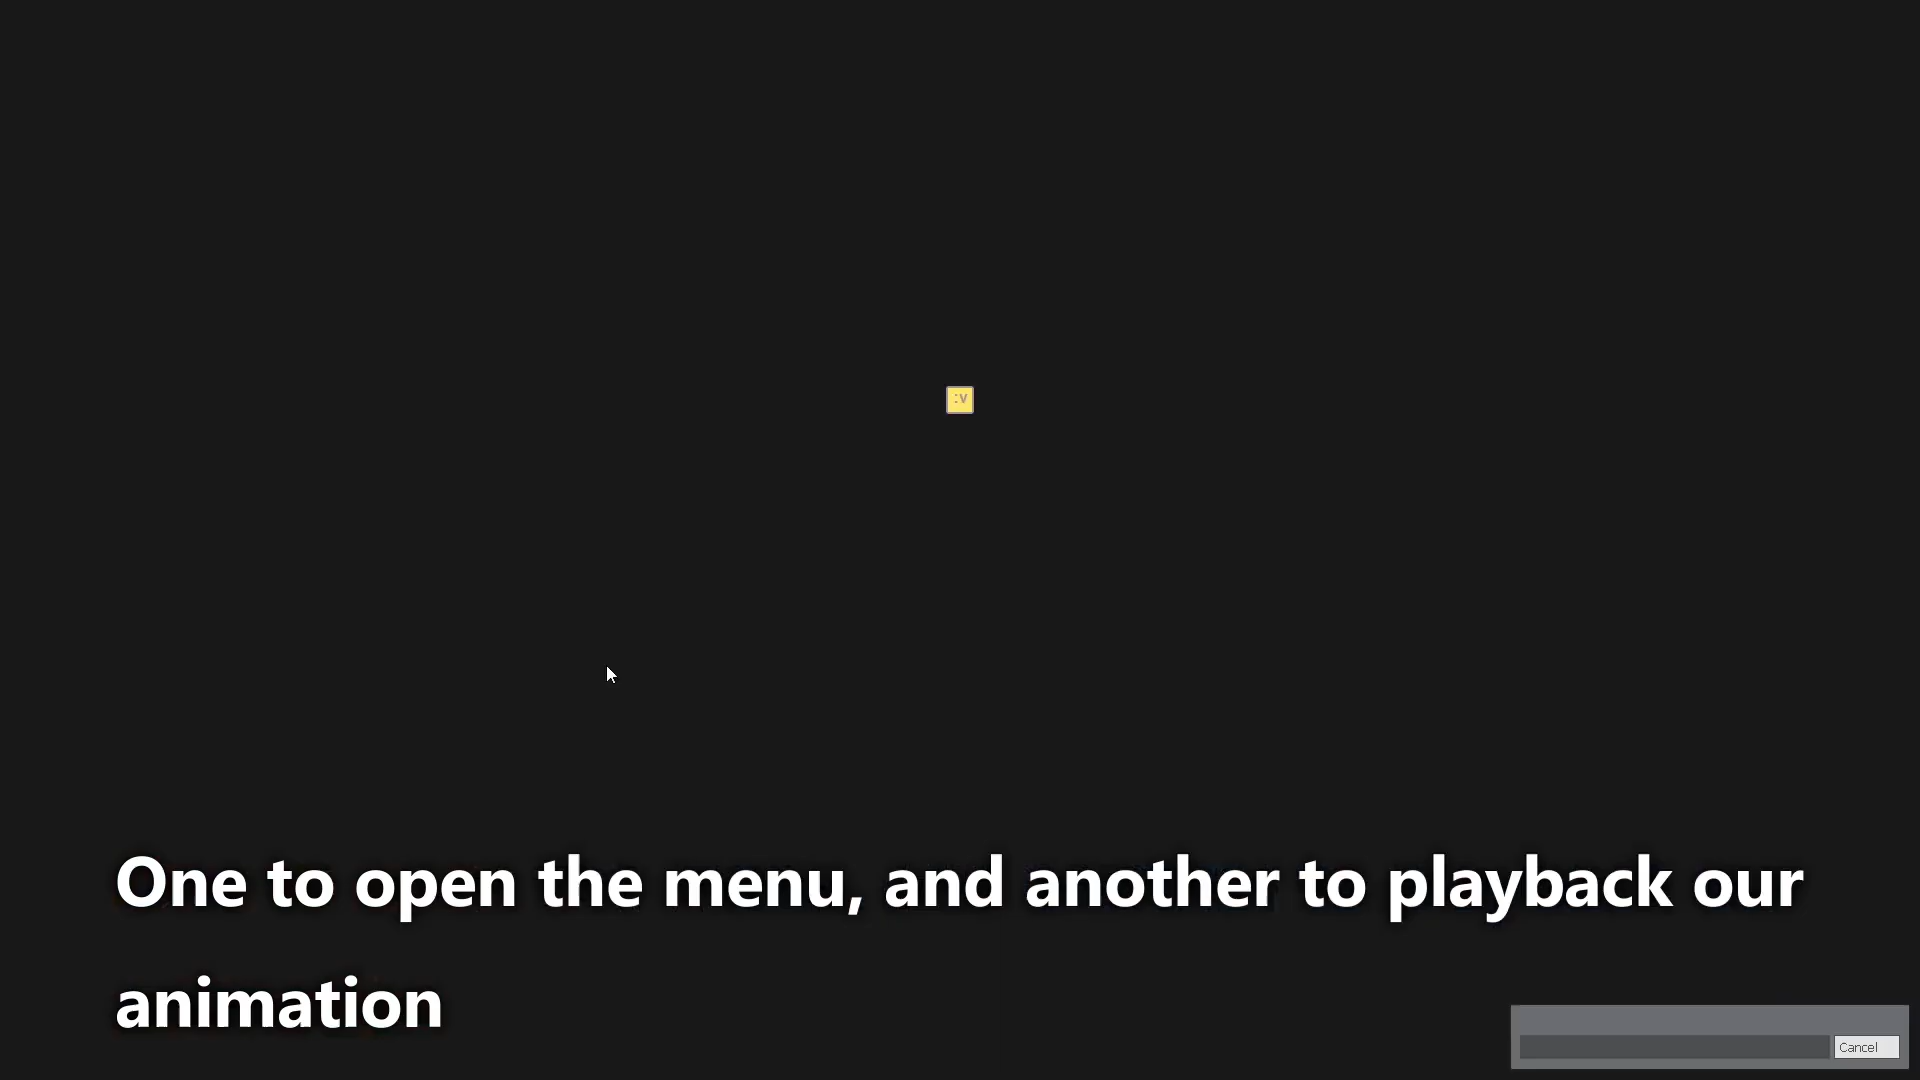 :v
One to open the menu, and another to playback our
animation
Cancel